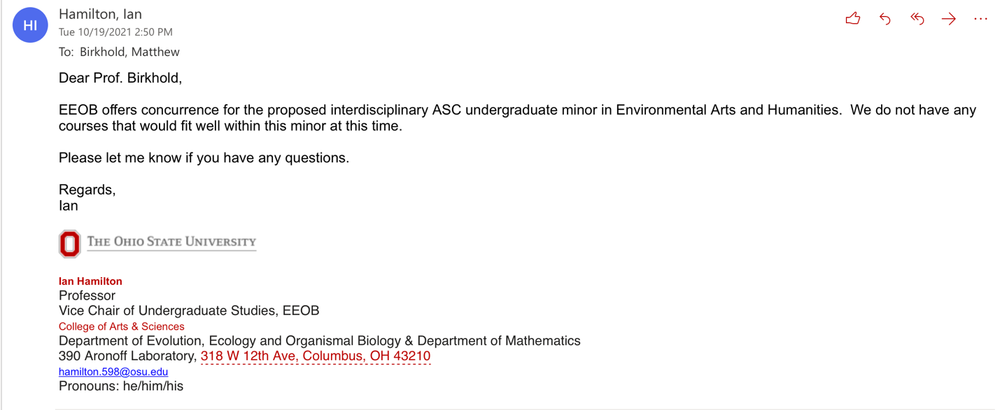 HI
Hamilton, Ian
Tue 10/19/2021 2:50 PM
To: Birkhold, Matthew
Dear Prof. Birkhold,
EEOB offers concurrence for the proposed interdisciplinary ASC undergraduate minor in Environmental Arts and Humanities.  We do not have any
courses that would fit well within this minor at this time.
Please let me know if you have any questions.
Regards,
Ian
THE OHIO STATE UNIVERSITY
Ian Hamilton
Professor
Vice Chair of Undergraduate Studies, EEOB
College of Arts & Sciences
Department of Evolution, Ecology and Organismal Biology & Department of Mathematics
390 Aronoff Laboratory, 318 W 12th Ave, Columbus, OH 43210
hamilton.598@osu.edu
Pronouns: he/him/his